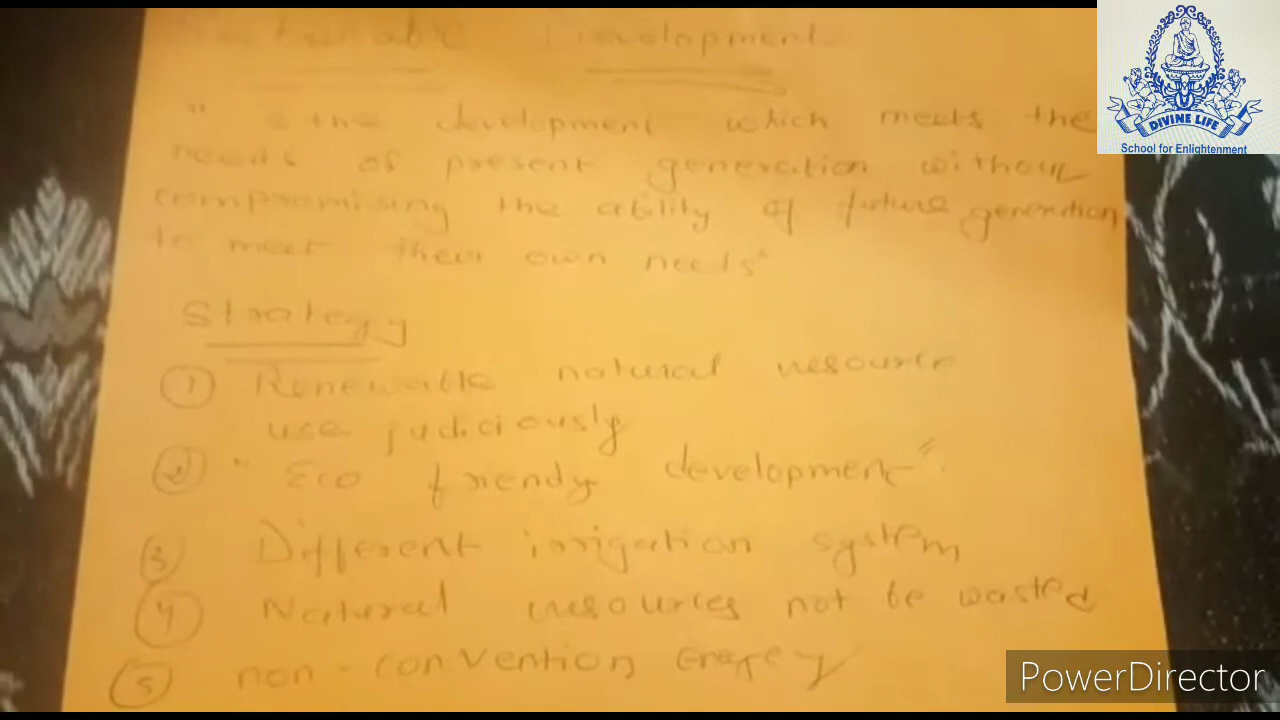 Development
" is the development which meets the
needs of present generation without
compromising the ability of future generation
to meet their own needs"
Strategy
① Renewable natural resource
use judiciously
② " Eco friendy development "
③ Different irrigation system
④ Natural resources not be wasted
⑤ non-convention energy
DIVINE LIFE
School for Enlightenment
PowerDirector